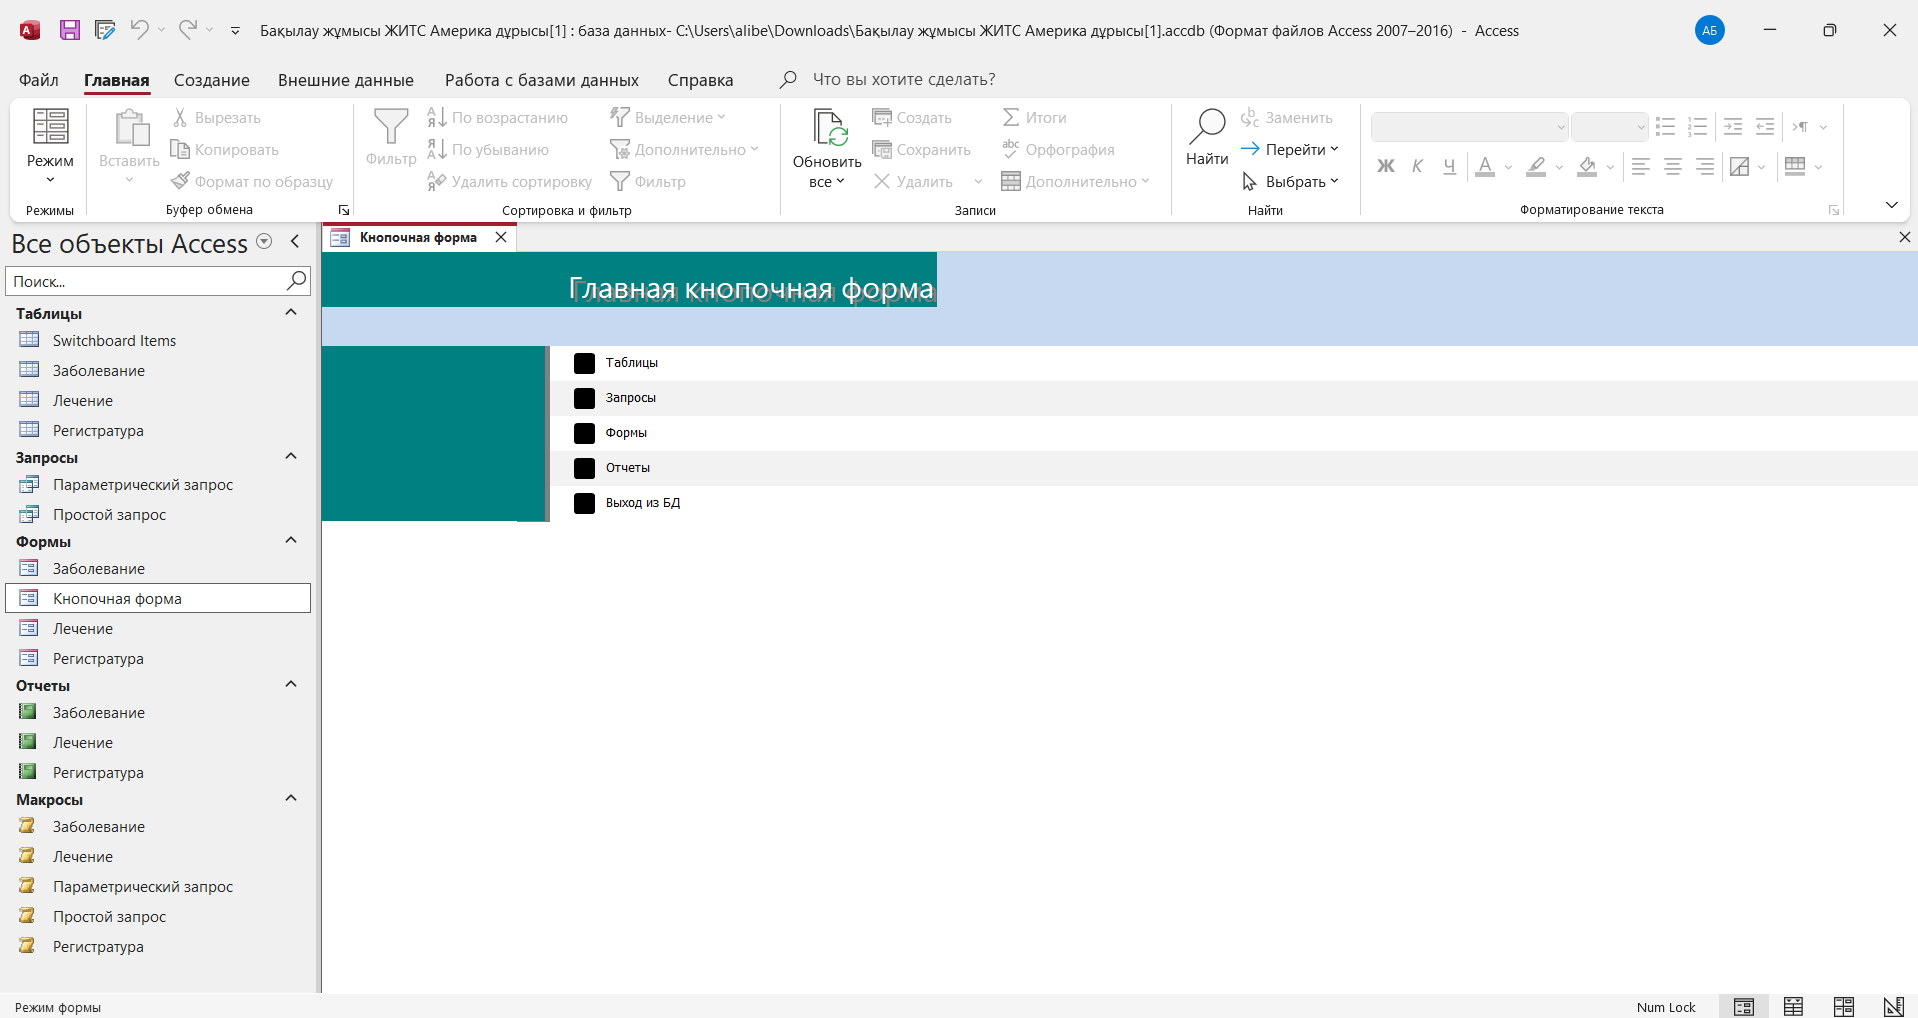 Бақылау жұмысы ЖИТС Америка дұрысы[1] : база данных- C:\Users\alibe\Downloads\Бақылау жұмысы ЖИТС Америка дұрысы[1].accdb (Формат файлов Access 2007–2016) - Access
АБ
Файл Главная Создание Внешние данные Работа с базами данных Справка Что вы хотите сделать?
Режим
Режимы
Вставить
Вырезать
Копировать
Формат по образцу
Буфер обмена
Фильтр
По возрастанию
По убыванию
Удалить сортировку
Выделение
Дополнительно
Фильтр
Сортировка и фильтр
Обновить
все
Создать
Сохранить
Удалить
Итоги
Орфография
Дополнительно
Записи
Найти
Заменить
Перейти
Выбрать
Найти
Ж К Ч А
Форматирование текста
Все объекты Access
Поиск...
Таблицы
Switchboard Items
Заболевание
Лечение
Регистратура
Запросы
Параметрический запрос
Простой запрос
Формы
Заболевание
Кнопочная форма
Лечение
Регистратура
Отчеты
Заболевание
Лечение
Регистратура
Макросы
Заболевание
Лечение
Параметрический запрос
Простой запрос
Регистратура
Кнопочная форма
Главная кнопочная форма
Таблицы
Запросы
Формы
Отчеты
Выход из БД
Режим формы
Num Lock